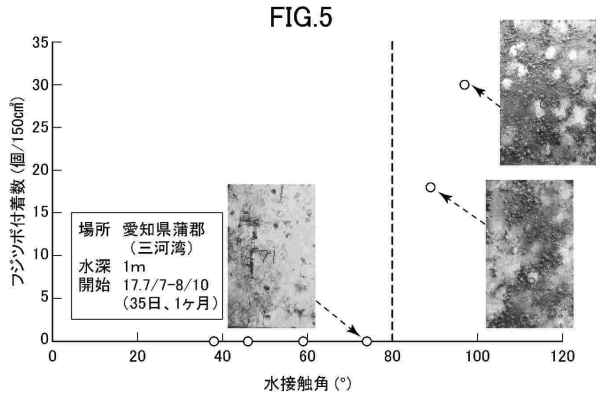 FIG.5
フジツボ付着数(個/150㎠)
35
30
25
20
15
10
5
0
場所 愛知県蒲郡
(三河湾)
水深 1m
開始 17.7/7-8/10
(35日、1ヶ月)
0 20 40 60 80 100 120
水接触角(°)